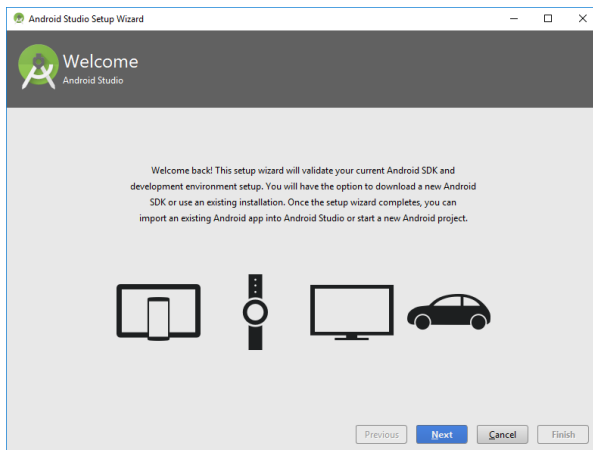 Android Studio Setup Wizard
Welcome
Android Studio
Welcome back! This setup wizard will validate your current Android SDK and
development environment setup. You will have the option to download a new Android
SDK or use an existing installation. Once the setup wizard completes, you can
import an existing Android app into Android Studio or start a new Android project.
Previous Next Cancel Finish